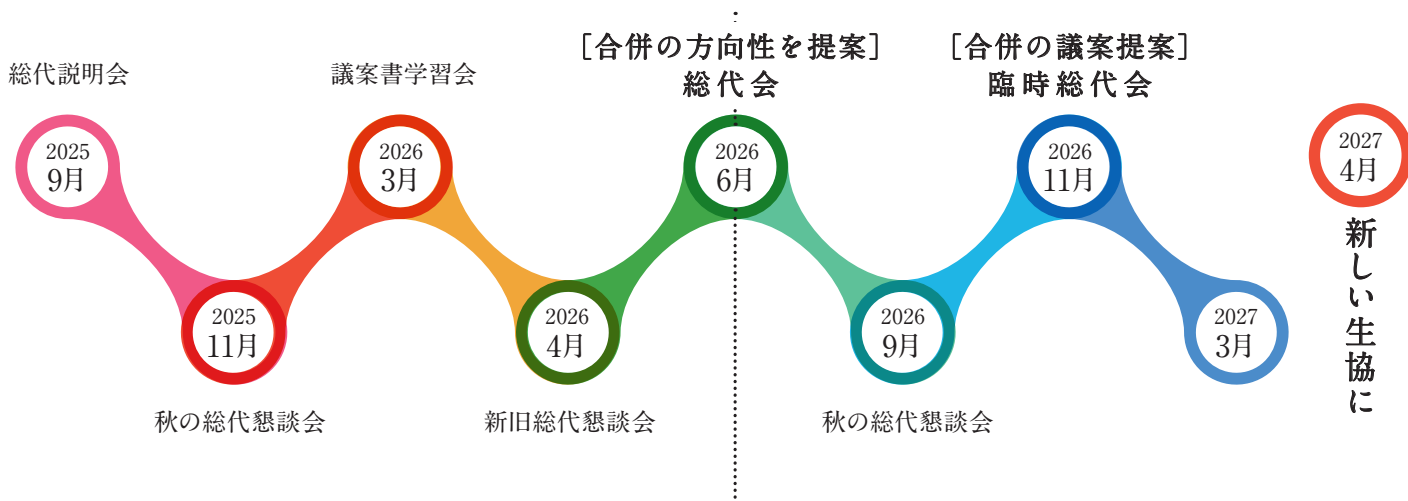 総代説明会
2025
9月
2025
11月
秋の総代懇談会
議案書学習会
2026
3月
2026
4月
新旧総代懇談会
［合併の方向性を提案］
総代会
2026
6月
2026
9月
秋の総代懇談会
［合併の議案提案］
臨時総代会
2026
11月
2027
3月
2027
4月
新しい生協に